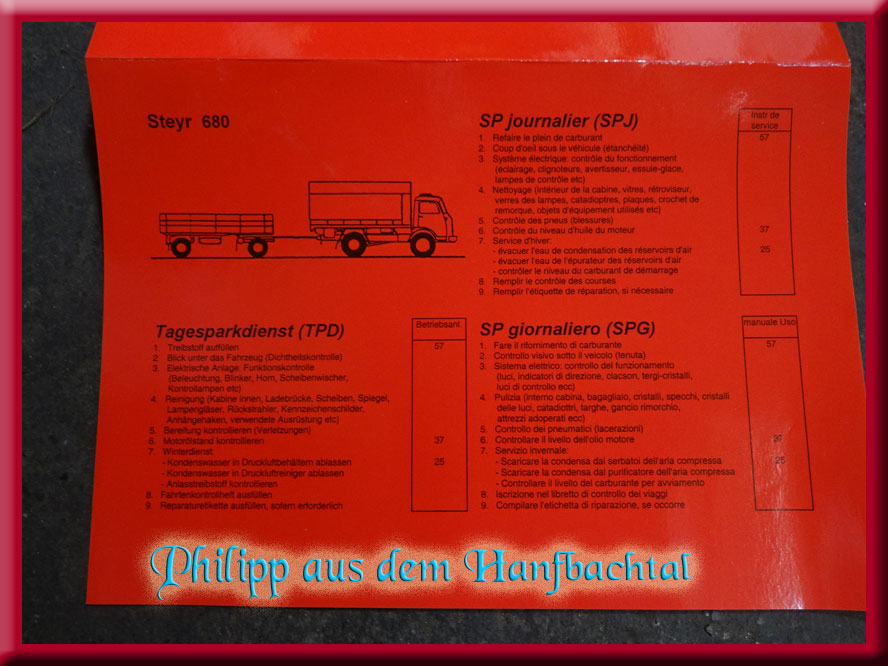 Steyr 680
SP journalier (SPJ)
Instr de
service
1. Refaire le plein de carburant
57
2. Coup d'oeil sous le véhicule (étanchéité)
3. Système électrique: contrôle du fonctionnement
(éclairage, clignoteurs, avertisseur, essuie-glace,
lampes de contrôle etc)
4. Nettoyage (Intérieur de la cabine, vitres, rétroviseur,
verres des lampes, catadioptres, plaques, crochet de
remorque, objets d'équipement utilisés etc)
5. Contrôle des pneus (blessures)
6. Contrôle du niveau d'huile du moteur
37
7. Service d'hiver:
- évacuer l'eau de condensation des réservoirs d'air
25
- évacuer l'eau de l'épurateur des réservoirs d'air
- contrôler le niveau du carburant de démarrage
8. Remplir le contrôle des courses
9. Remplir l'étiquette de réparation, si nécessaire
Tagesparkdienst (TPD)
Betriebsanl.
1. Treibstoff auffüllen
57
2. Blick unter das Fahrzeug (Dichtheitskontrolle)
3. Elektrische Anlage: Funktionskontrolle
(Beleuchtung, Blinker, Horn, Scheibenwischer,
Kontrollampen etc)
4. Reinigung (Kabine innen, Ladebrücke, Scheiben, Spiegel,
Lampengläser, Rückstrahler, Kennzeichenschilder,
Anhängehaken, verwendete Ausrüstung etc)
5. Bereifung kontrollieren (Verletzungen)
6. Motorölstand kontrollieren
37
7. Winterdienst:
- Kondenswasser in Druckluftbehältern ablassen
25
- Kondenswasser in Druckluftreiniger ablassen
- Anlasstreibstoff kontrollieren
8. Fahrtenkontrollheft ausfüllen
9. Reparaturetikette ausfüllen, sofern erforderlich
SP giornaliero (SPG)
manuale Uso
1. Fare il rifornimento di carburante
57
2. Controllo visivo sotto il veicolo (tenuta)
3. Sistema elettrico: controllo del funzionamento
(luci, indicatori di direzione, clacson, tergi-cristalli,
luci di controllo ecc)
4. Pulizia (interno cabina, bagagliaio, cristalli, specchi, cristalli
delle luci, catadiottri, targhe, gancio rimorchio,
attrezzi adoperati ecc)
5. Controllo dei pneumatici (lacerazioni)
6. Controllare il livello dell'olio motore
37
7. Servizio invernale:
- Scaricare la condensa dai serbatoi dell'aria compressa
25
- Scaricare la condensa dal purificatore dell'aria compressa
- Controllare il livello del carburante per avviamento
8. Iscrizione nel libretto di controllo dei viaggi
9. Compilare l'etichetta di riparazione, se occorre
Philipp aus dem Hanfbachtal